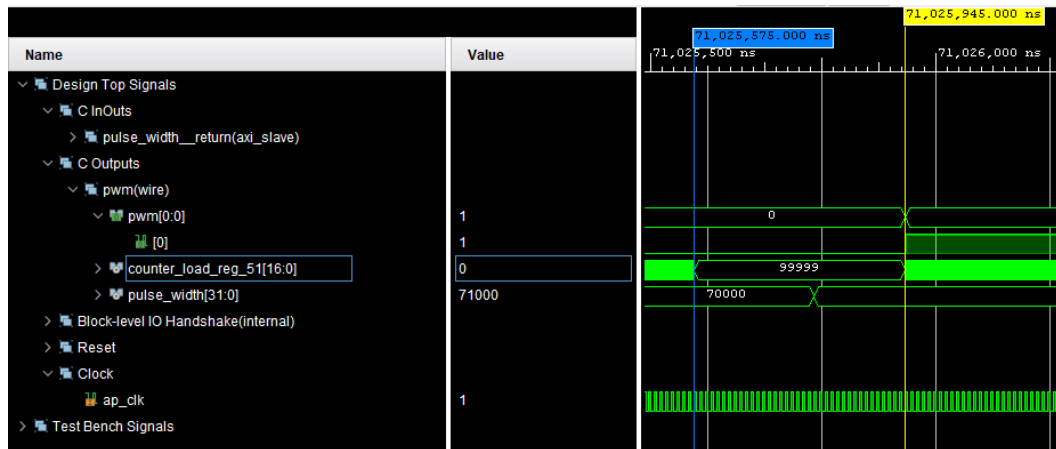 71,025,945.000 ns
71,025,575.000 ns
Name Value 71,025,500 ns 71,026,000 ns
Design Top Signals
C InOuts
pulse_width__return(axi_slave)
C Outputs
pwm(wire)
pwm[0:0] 1 0
[0] 1
counter_load_reg_51[16:0] 0 99999
pulse_width[31:0] 71000 70000
Block-level IO Handshake(internal)
Reset
Clock
ap_clk 1
Test Bench Signals